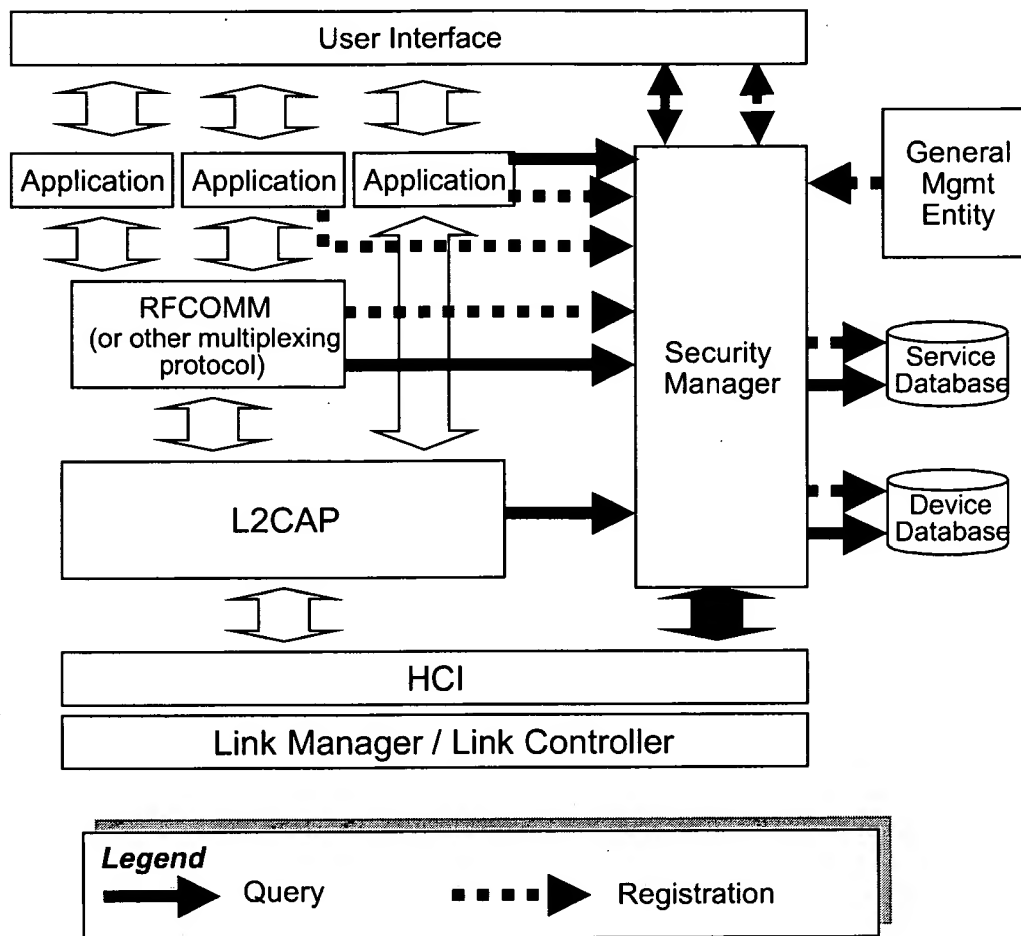 User Interface
Application
Application
Application
General
Mgmt
Entity
RFCOMM
(or other multiplexing
protocol)
Security
Manager
Service
Database
L2CAP
Device
Database
HCI
Link Manager / Link Controller
Legend
Query
Registration